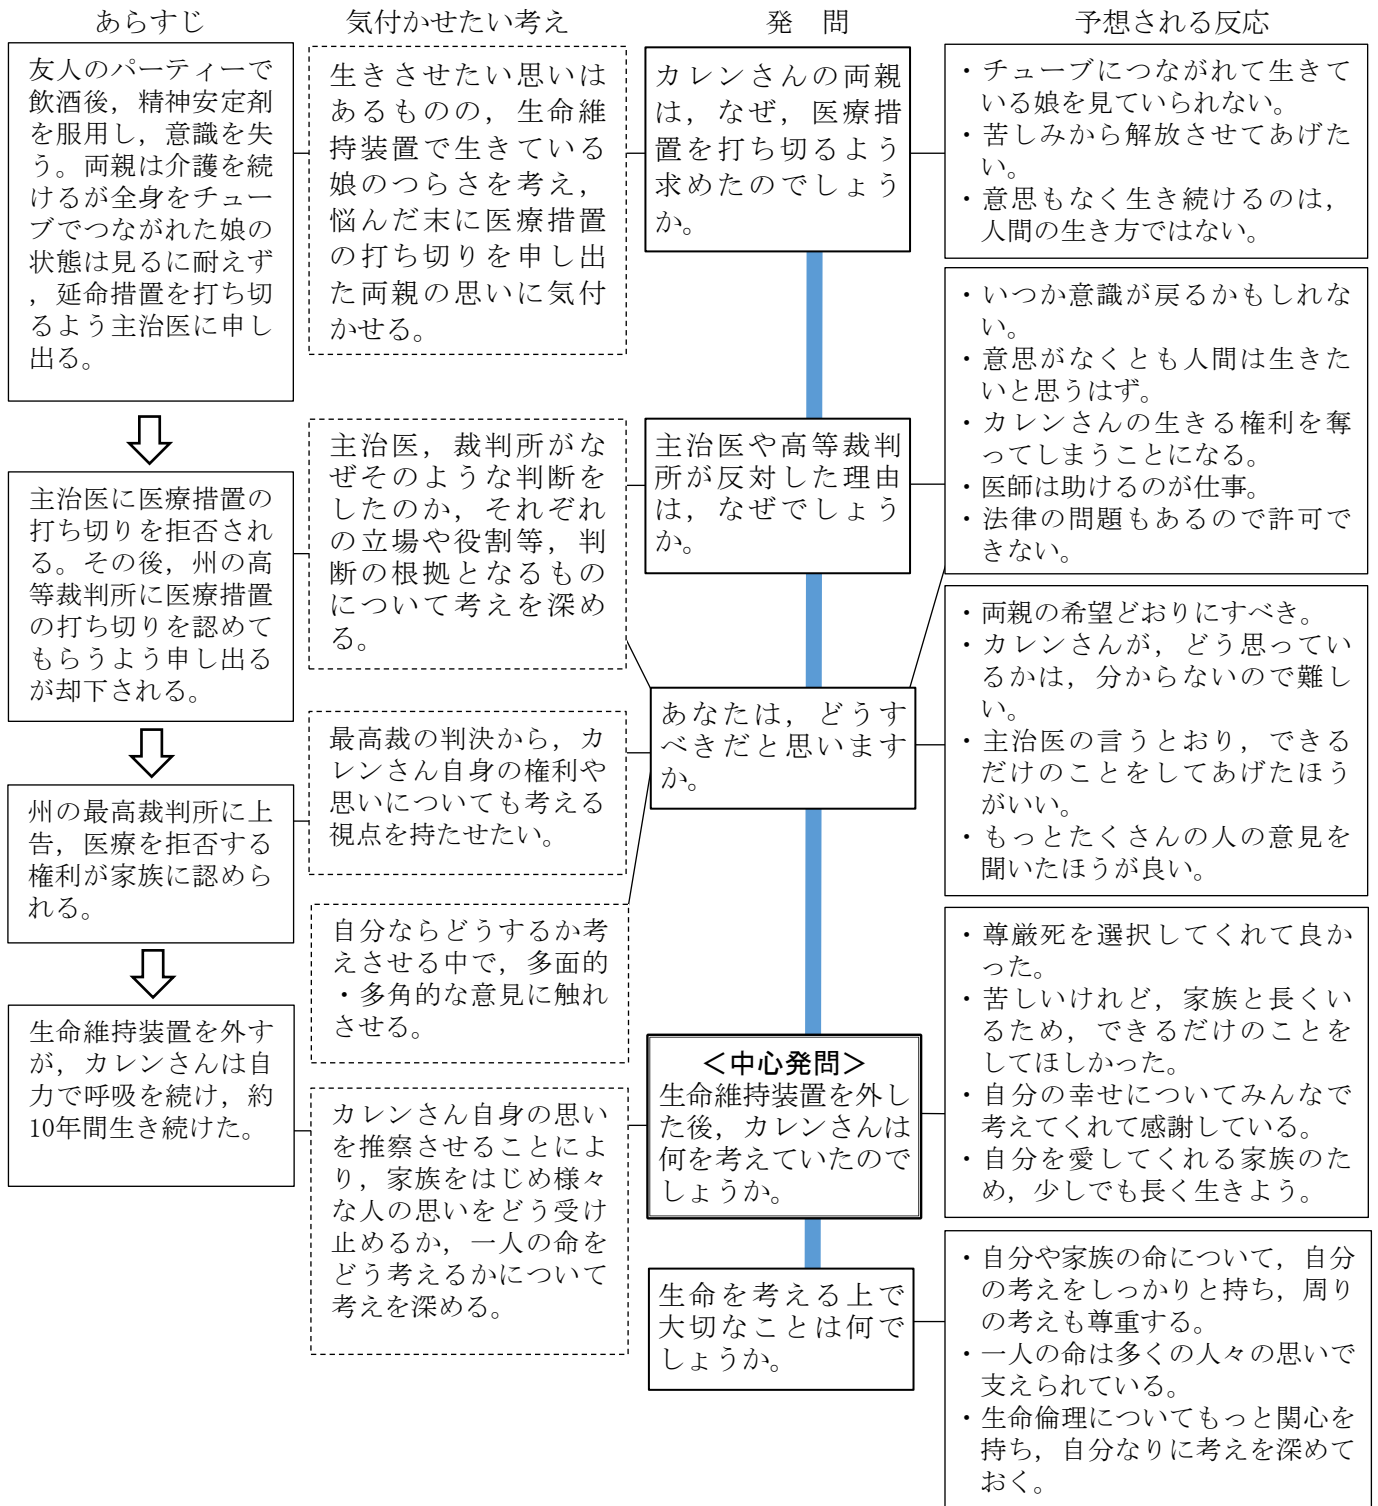 あらすじ
友人のパーティーで
飲酒後，精神安定剤
を服用し，意識を失
う。両親は介護を続
けるが全身をチュー
ブでつながれた娘の
状態は見るに耐えず
，延命措置を打ち切
るよう主治医に申し
出る。
主治医に医療措置の
打ち切りを拒否され
る。その後，州の高
等裁判所に医療措置
の打ち切りを認めて
もらうよう申し出る
が却下される。
州の最高裁判所に上
告，医療を拒否する
権利が家族に認めら
れる。
生命維持装置を外す
が，カレンさんは自
力で呼吸を続け，約
10年間生き続けた。
気付かせたい考え
生きさせたい思いは
あるものの，生命維
持装置で生きている
娘のつらさを考え，
悩んだ末に医療措置
の打ち切りを申し出
た両親の思いに気付
かせる。
主治医，裁判所がな
ぜそのような判断を
したのか，それぞれ
の立場や役割等，判
断の根拠となるもの
について考えを深め
る。
最高裁の判決から，カ
レンさん自身の権利や
思いについても考える
視点を持たせたい。
自分ならどうするか考
えさせる中で，多面的
・多角的な意見に触れ
させる。
カレンさん自身の思い
を推察させることによ
り，家族をはじめ様々
な人の思いをどう受け
止めるか，一人の命を
どう考えるかについて
考えを深める。
発　問
カレンさんの両親
は，なぜ，医療措
置を打ち切るよう
求めたのでしょう
か。
主治医や高等裁判
所が反対した理由
は，なぜでしょう
か。
あなたは，どうす
べきだと思います
か。
＜中心発問＞
生命維持装置を外し
た後，カレンさんは
何を考えていたので
しょうか。
生命を考える上で
大切なことは何で
しょうか。
予想される反応
・チューブにつながれて生きて
いる娘を見ていられない。
・苦しみから解放させてあげた
い。
・意思もなく生き続けるのは，
人間の生き方ではない。
・いつか意識が戻るかもしれな
い。
・意思がなくとも人間は生きた
いと思うはず。
・カレンさんの生きる権利を奪
ってしまうことになる。
・医師は助けるのが仕事。
・法律の問題もあるので許可で
きない。
・両親の希望どおりにすべき。
・カレンさんが，どう思ってい
るかは，分からないので難し
い。
・主治医の言うとおり，できる
だけのことをしてあげたほう
がいい。
・もっとたくさんの人の意見を
聞いたほうが良い。
・尊厳死を選択してくれて良か
った。
・苦しいけれど，家族と長くい
るため，できるだけのことを
してほしかった。
・自分の幸せについてみんなで
考えてくれて感謝している。
・自分を愛してくれる家族のた
め，少しでも長く生きよう。
・自分や家族の命について，自分
の考えをしっかりと持ち，周り
の考えも尊重する。
・一人の命は多くの人々の思いで
支えられている。
・生命倫理についてもっと関心を
持ち，自分なりに考えを深めて
おく。